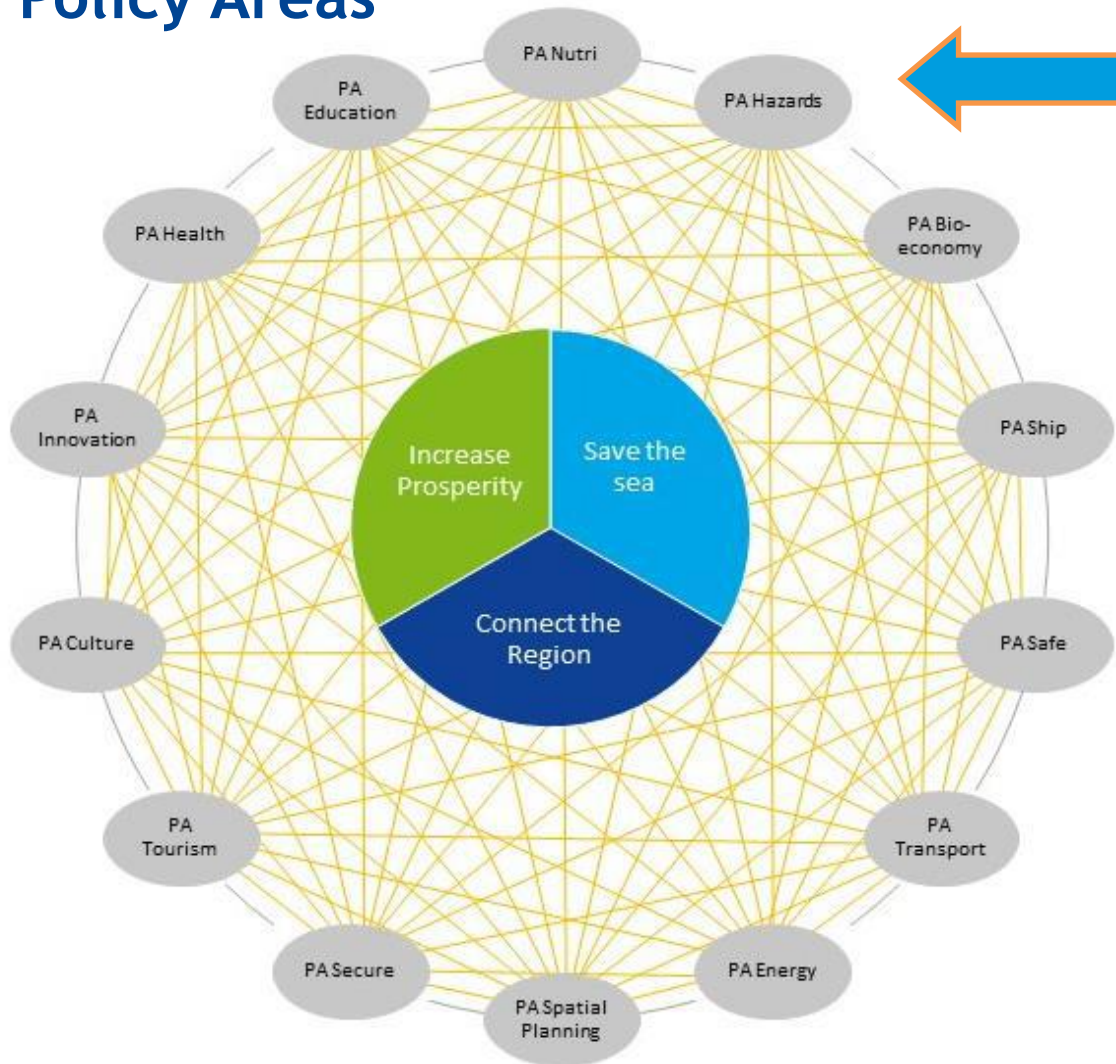 Policy Areas
PA Nutri
PA
Education
PA Hazards
PA Health
PA Bio-
economy
PA
Innovation
PA Ship
Increase
Prosperity
Save the
sea
Connect the
Region
PA Culture
PA Safe
PA
Tourism
PA
Transport
PA Secure
PA Energy
PA Spatial
Planning